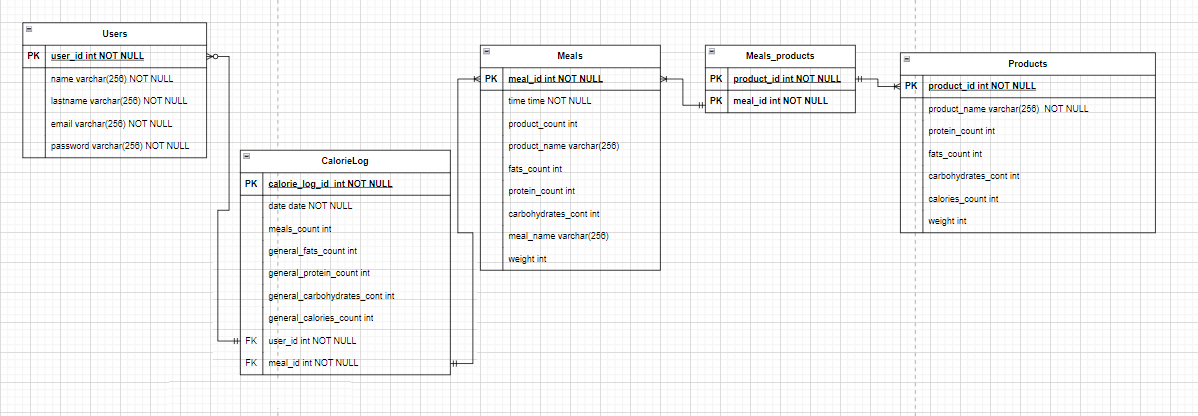 Users
PK user_id int NOT NULL
name varchar(256) NOT NULL
lastname varchar(256) NOT NULL
email varchar(256) NOT NULL
password varchar(256) NOT NULL
CalorieLog
PK calorie_log_id int NOT NULL
date date NOT NULL
meals_count int
general_fats_count int
general_protein_count int
general_carbohydrates_cont int
general_calories_count int
FK user_id int NOT NULL
FK meal_id int NOT NULL
Meals
PK meal_id int NOT NULL
time time NOT NULL
product_count int
product_name varchar(256)
fats_count int
protein_count int
carbohydrates_cont int
meal_name varchar(256)
weight int
Meals_products
PK product_id int NOT NULL
PK meal_id int NOT NULL
Products
PK product_id int NOT NULL
product_name varchar(256) NOT NULL
protein_count int
fats_count int
carbohydrates_cont int
calories_count int
weight int